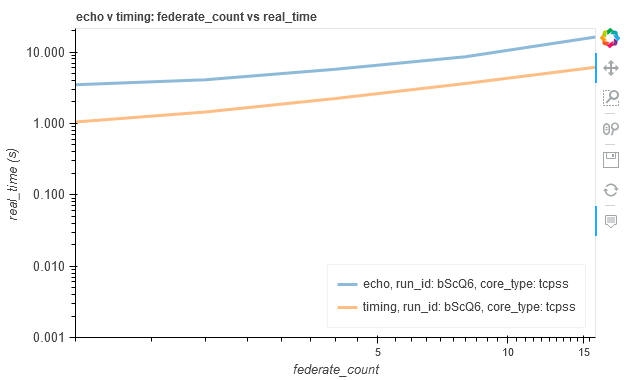 echo v timing: federate_count vs real_time
10.000
1.000
0.100
0.010
0.001
real_time (s)
echo, run_id: bScQ6, core_type: tcpss
timing, run_id: bScQ6, core_type: tcpss
5
10
15
federate_count